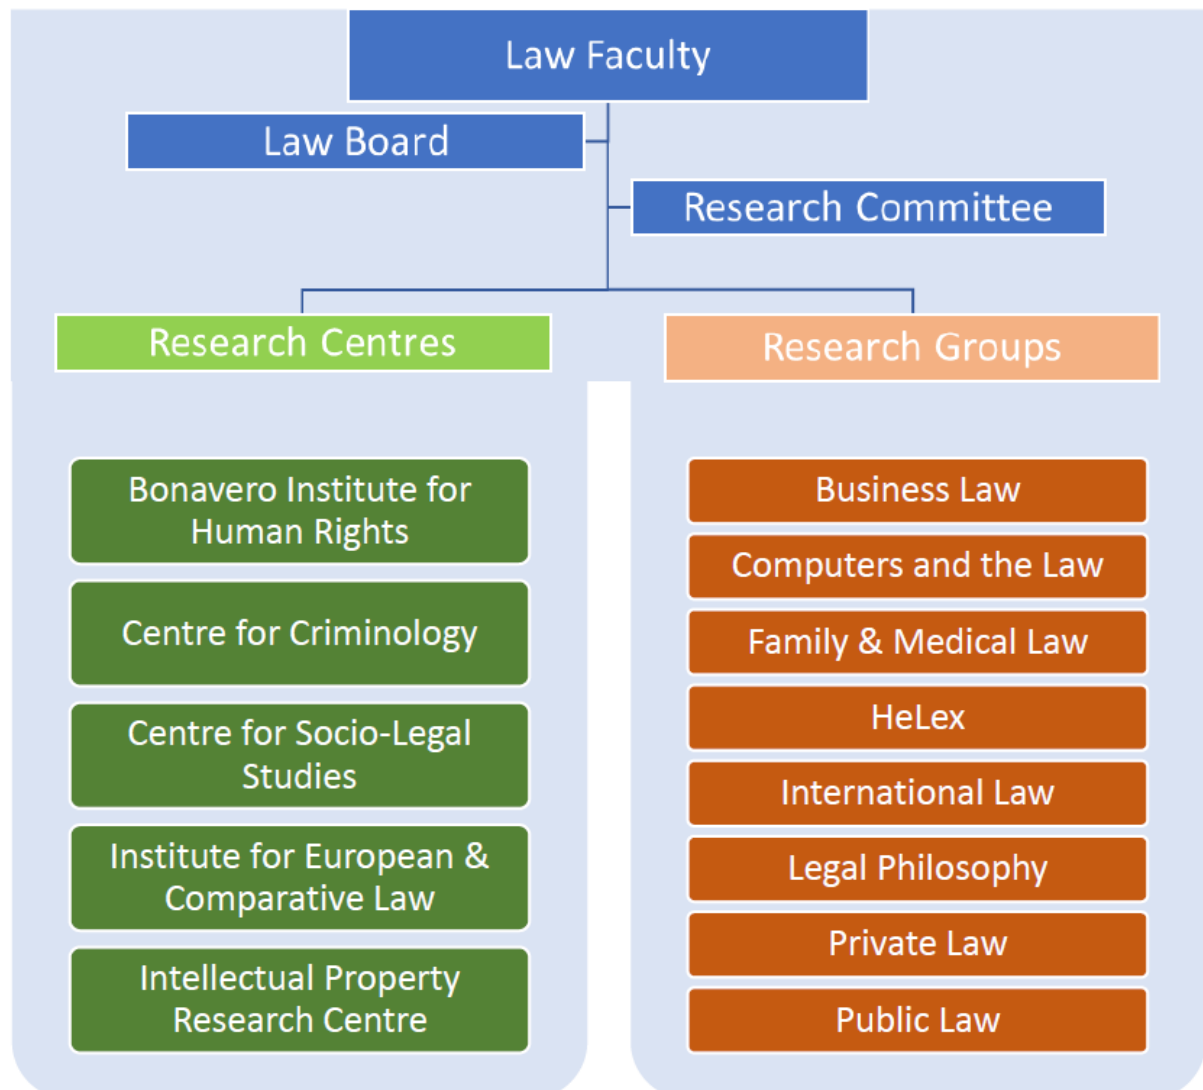 Law Faculty
Law Board
Research Committee
Research Centres
Bonavero Institute for
Human Rights
Centre for Criminology
Centre for Socio-Legal
Studies
Institute for European &
Comparative Law
Intellectual Property
Research Centre
Research Groups
Business Law
Computers and the Law
Family & Medical Law
HeLex
International Law
Legal Philosophy
Private Law
Public Law